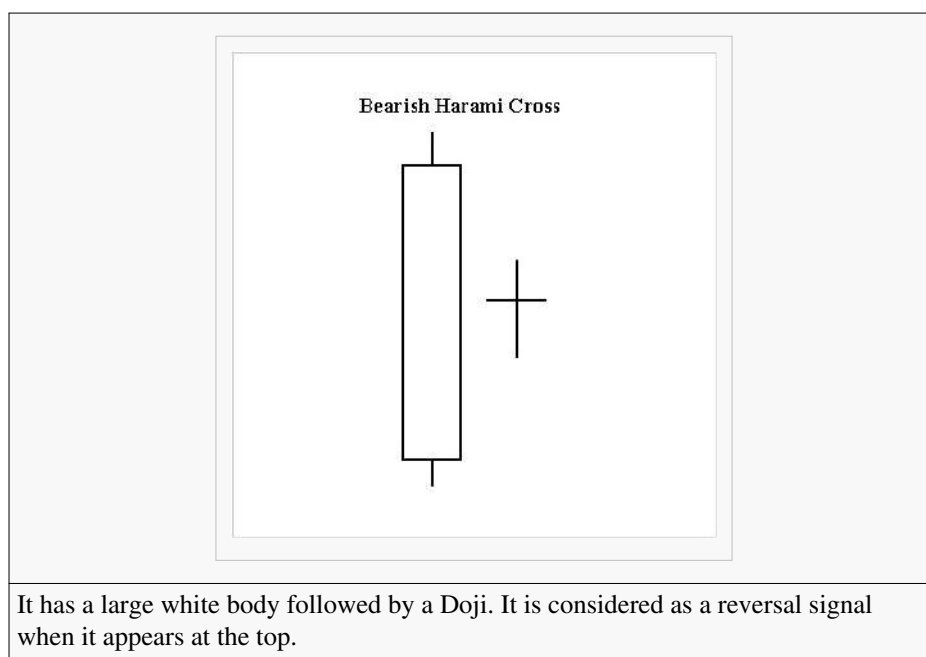 Bearish Harami Cross
It has a large white body followed by a Doji. It is considered as a reversal signal
when it appears at the top.